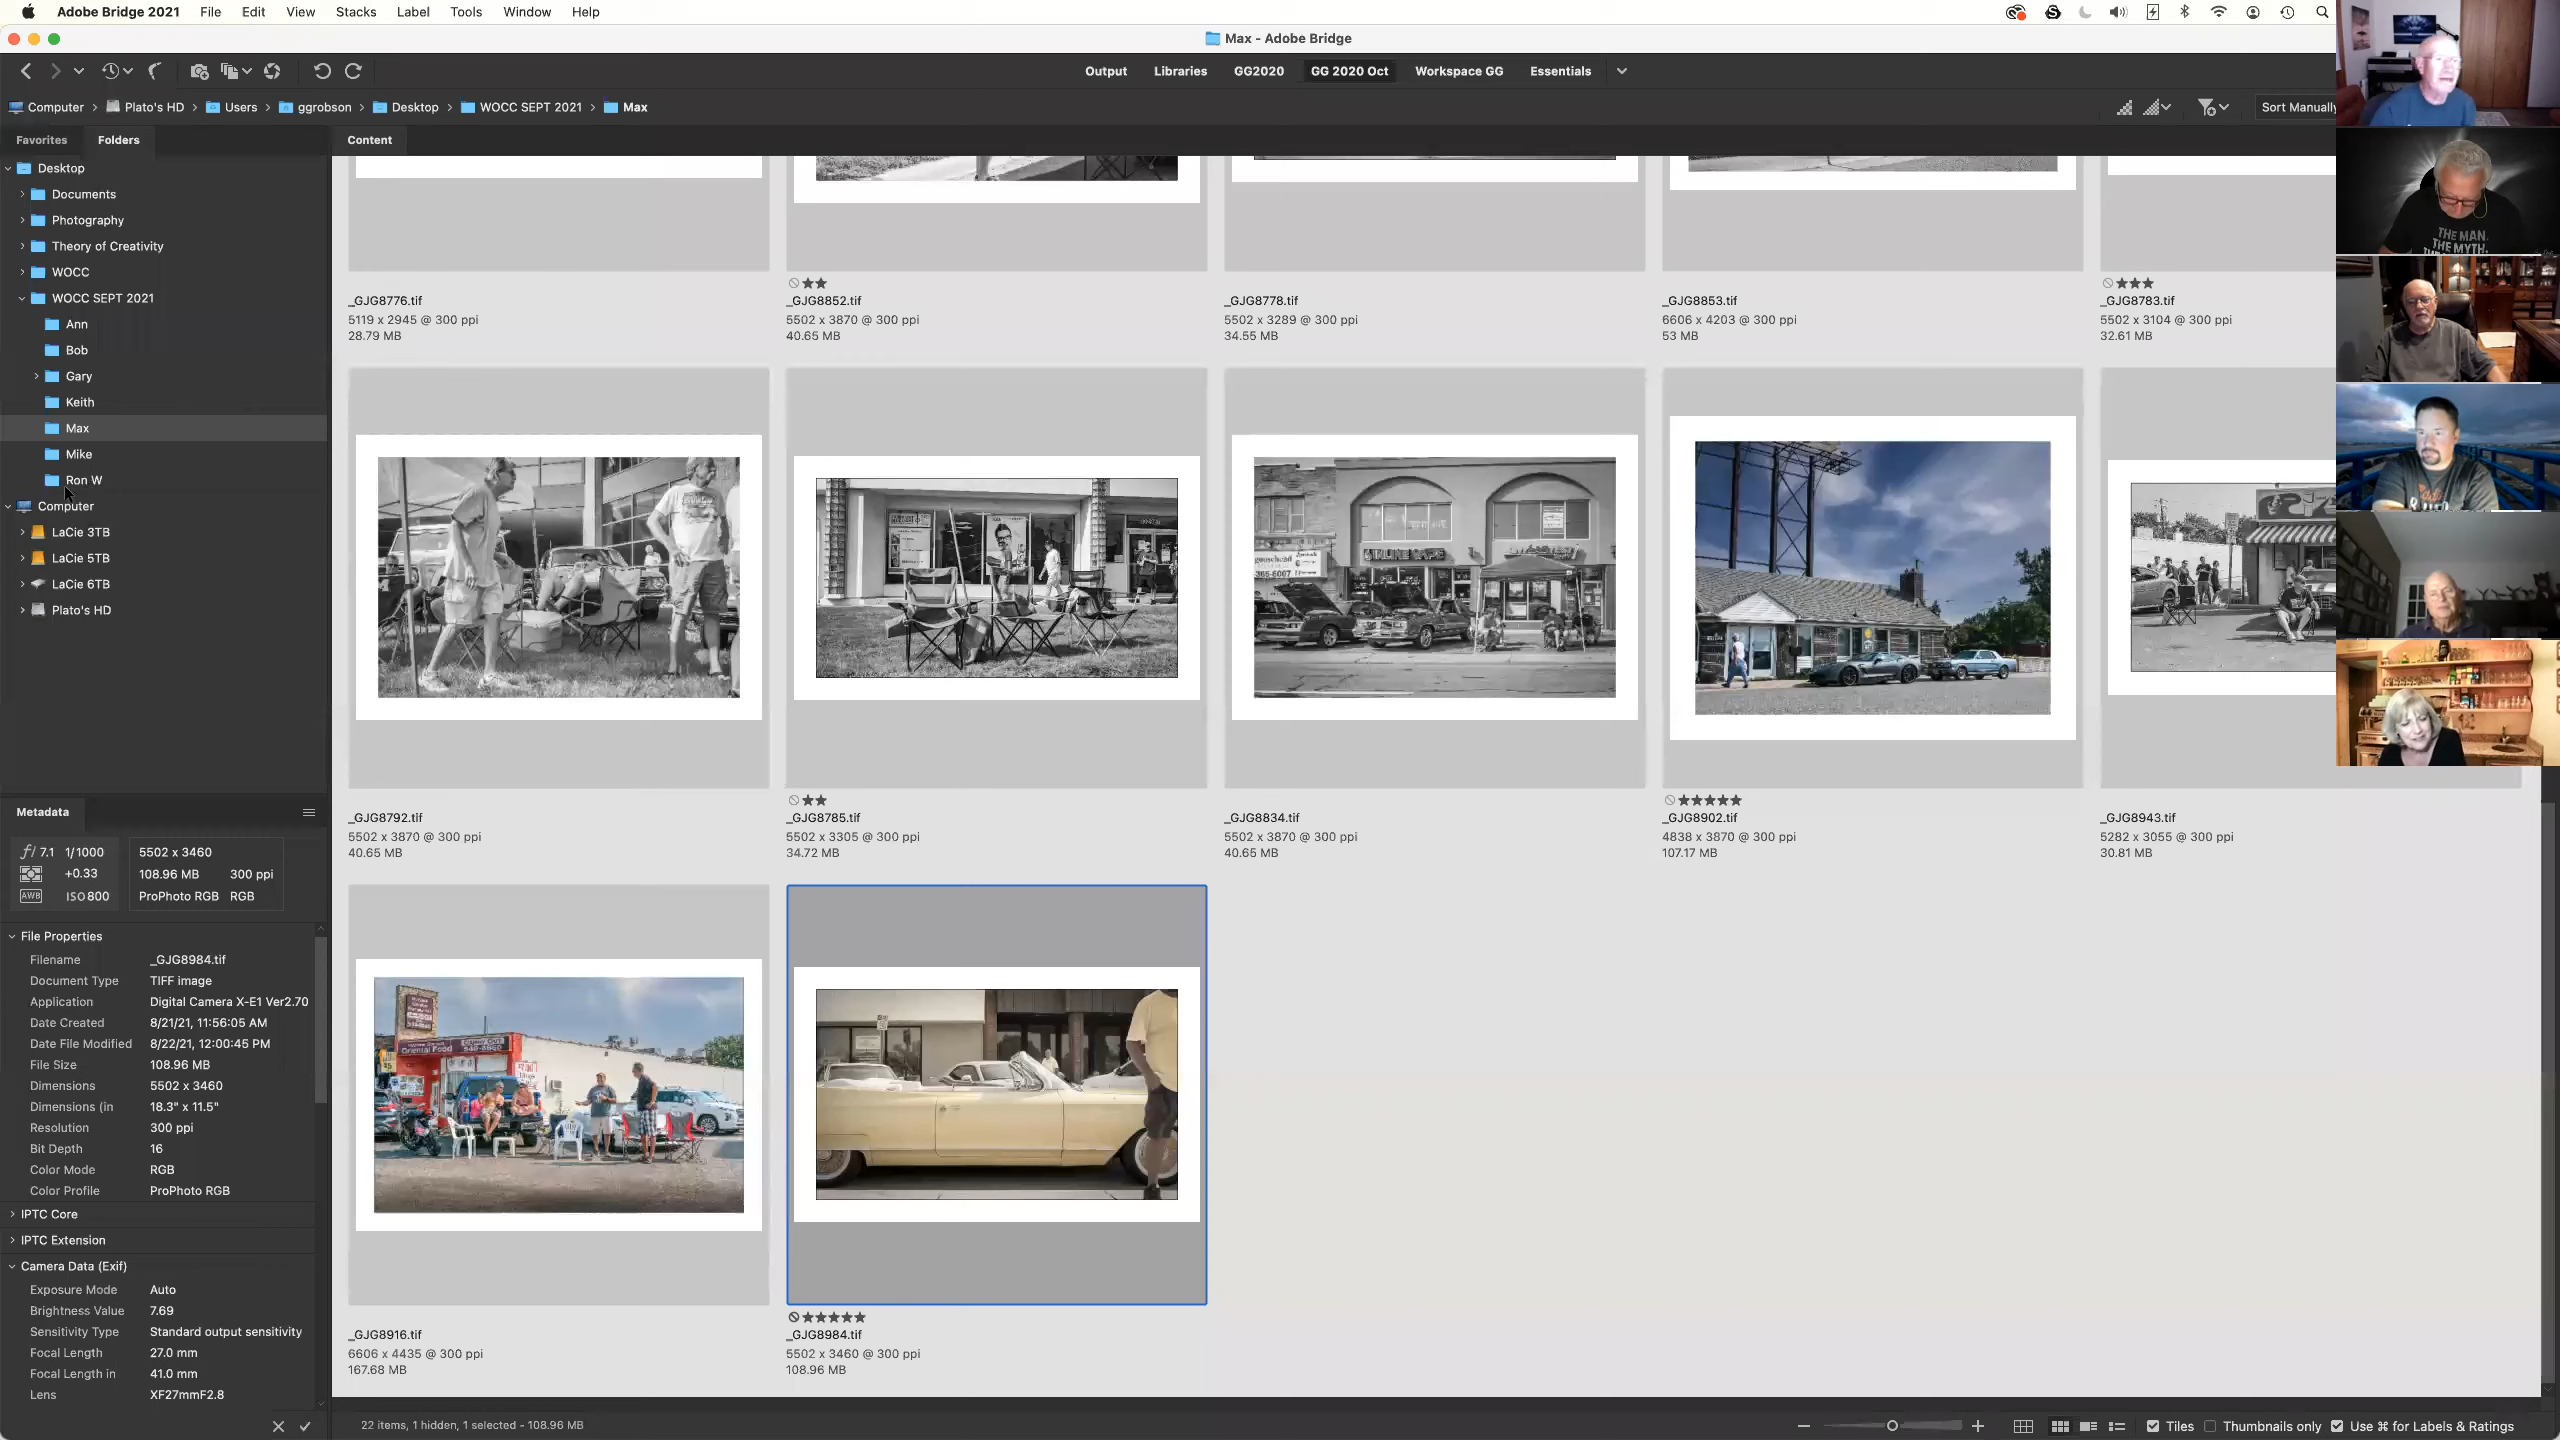 Adobe Bridge 2021 File Edit View Stacks Label Tools Window Help
Max - Adobe Bridge
Output Libraries GG2020 GG 2020 Oct Workspace GG Essentials
Computer Plato's HD Users ggrobson Desktop WOCC SEPT 2021 Max
Sort Manually
Favorites Folders
Content
Desktop
Documents
Photography
Theory of Creativity
WOCC
WOCC SEPT 2021
Ann
Bob
Gary
Keith
Max
Mike
Ron W
Computer
LaCie 3TB
LaCie 5TB
LaCie 6TB
Plato's HD
_GJG8776.tif
5119 x 2945 @ 300 ppi
28.79 MB
_GJG8852.tif
5502 x 3870 @ 300 ppi
40.65 MB
_GJG8778.tif
5502 x 3289 @ 300 ppi
34.55 MB
_GJG8853.tif
6606 x 4203 @ 300 ppi
53 MB
_GJG8783.tif
5502 x 3104 @ 300 ppi
32.61 MB
365-6007
_GJG8792.tif
5502 x 3870 @ 300 ppi
40.65 MB
_GJG8785.tif
5502 x 3305 @ 300 ppi
34.72 MB
_GJG8834.tif
5502 x 3870 @ 300 ppi
40.65 MB
_GJG8902.tif
4838 x 3870 @ 300 ppi
107.17 MB
_GJG8943.tif
5282 x 3055 @ 300 ppi
30.81 MB
Oriental Food
_GJG8916.tif
6606 x 4435 @ 300 ppi
167.68 MB
_GJG8984.tif
5502 x 3460 @ 300 ppi
108.96 MB
THE MAN.
THE MYTH.
Metadata
f/ 7.1 1/1000
+0.33
AWB ISO 800
5502 x 3460
108.96 MB 300 ppi
ProPhoto RGB RGB
File Properties
Filename _GJG8984.tif
Document Type TIFF image
Application Digital Camera X-E1 Ver2.70
Date Created 8/21/21, 11:56:05 AM
Date File Modified 8/22/21, 12:00:45 PM
File Size 108.96 MB
Dimensions 5502 x 3460
Dimensions (in 18.3" x 11.5"
Resolution 300 ppi
Bit Depth 16
Color Mode RGB
Color Profile ProPhoto RGB
IPTC Core
IPTC Extension
Camera Data (Exif)
Exposure Mode Auto
Brightness Value 7.69
Sensitivity Type Standard output sensitivity
Focal Length 27.0 mm
Focal Length in 41.0 mm
Lens XF27mmF2.8
22 items, 1 hidden, 1 selected - 108.96 MB
Tiles Thumbnails only Use ⌘ for Labels & Ratings